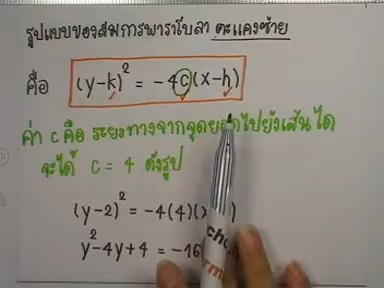 รูปแบบของสมการพาราโบลา ตะแคงซ้าย
คือ (y-k)² = -4c(x-h)
ค่า c คือ ระยะทางจากจุดยอดไปยังเส้นได
จะได้ c = 4 ดังรูป
(y-2)² = -4(4)(x
y²-4y+4 = -16